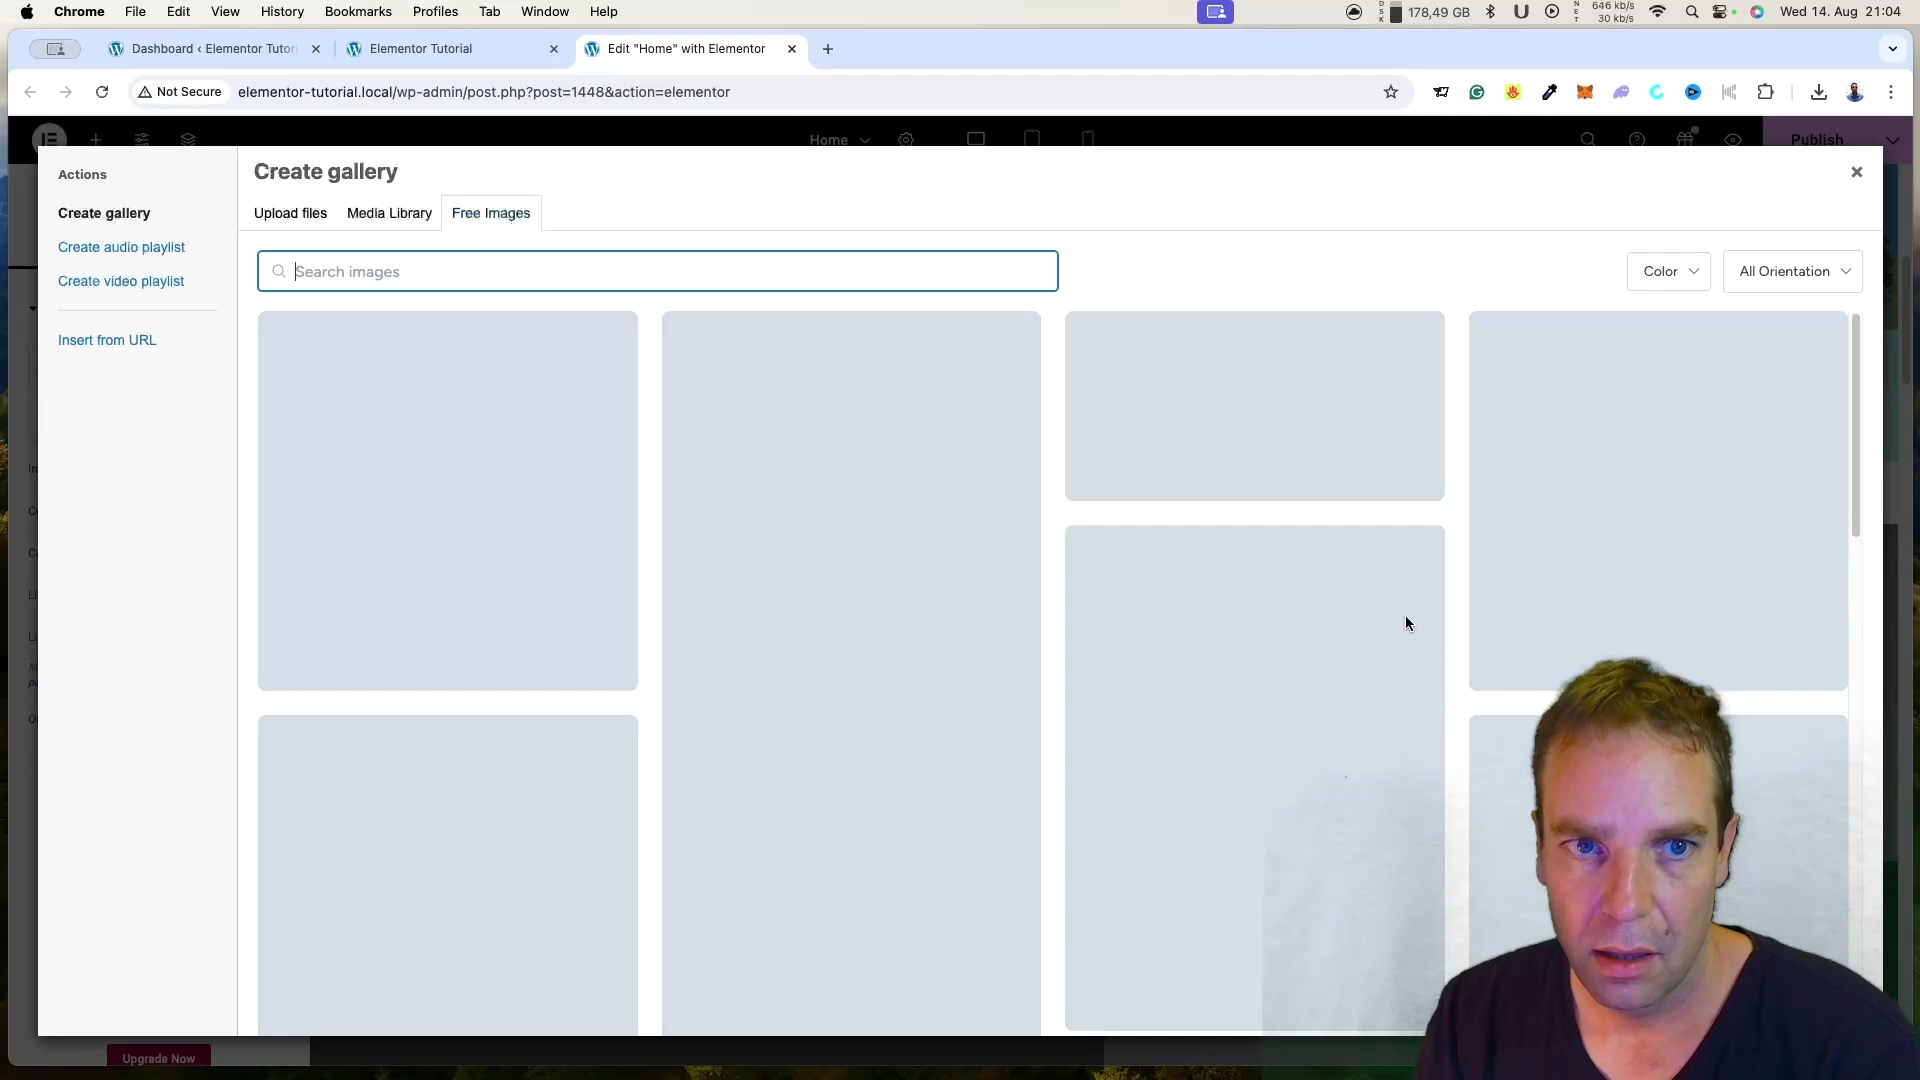 Chrome File Edit View History Bookmarks Profiles Tab Window Help
178,49 GB
646 kb/s
30 kb/s
Wed 14. Aug 21:04
Dashboard ‹ Elementor Tutori
Elementor Tutorial
Edit "Home" with Elementor
Not Secure
elementor-tutorial.local/wp-admin/post.php?post=1448&action=elementor
Home
Publish
Actions
Create gallery
Create audio playlist
Create video playlist
Insert from URL
Create gallery
Upload files
Media Library
Free Images
Search images
Color
All Orientation
Upgrade Now